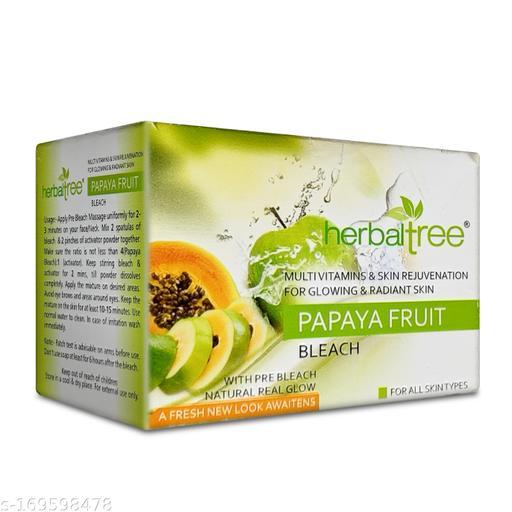 MULTI VITAMINS & SKIN REJUVENATION
FOR GLOWING & RADIANT SKIN
herbaltree®
PAPAYA FRUIT
BLEACH
Usage:- Apply Pre Bleach Massage uniformly for 2-
3 minutes on your face/Neck. Mix 2 spatulas of
bleach & 2 pinches of activator powder together
Make sure the ratio is not less than 4:(Papaya
Bleach):1 (activator). Keep stirring bleach &
activator for 2 mins, till powder dissolves
completely. Apply the mixture on desired areas.
Avoid eye brows and areas around eyes. Keep the
mixture on the skin for at least 10-15 minutes. Use
normal water to clean. In case of irritation wash
immediately.
Note:- Patch test is advisable on arms before use.
Don't use soap at least for 6 hours after the bleach.
Keep out of reach of children
Store in a cool & dry place. For external use only.
herbaltree®
MULTI VITAMINS & SKIN REJUVENATION
FOR GLOWING & RADIANT SKIN
PAPAYA FRUIT
BLEACH
WITH PRE BLEACH
NATURAL REAL GLOW
A FRESH NEW LOOK AWAITENS
FOR ALL SKIN TYPES
s-169598478